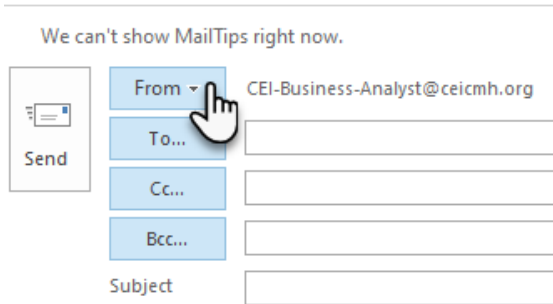 We can't show MailTips right now.
From CEI-Business-Analyst@ceicmh.org
To...
Send
Cc...
Bcc...
Subject